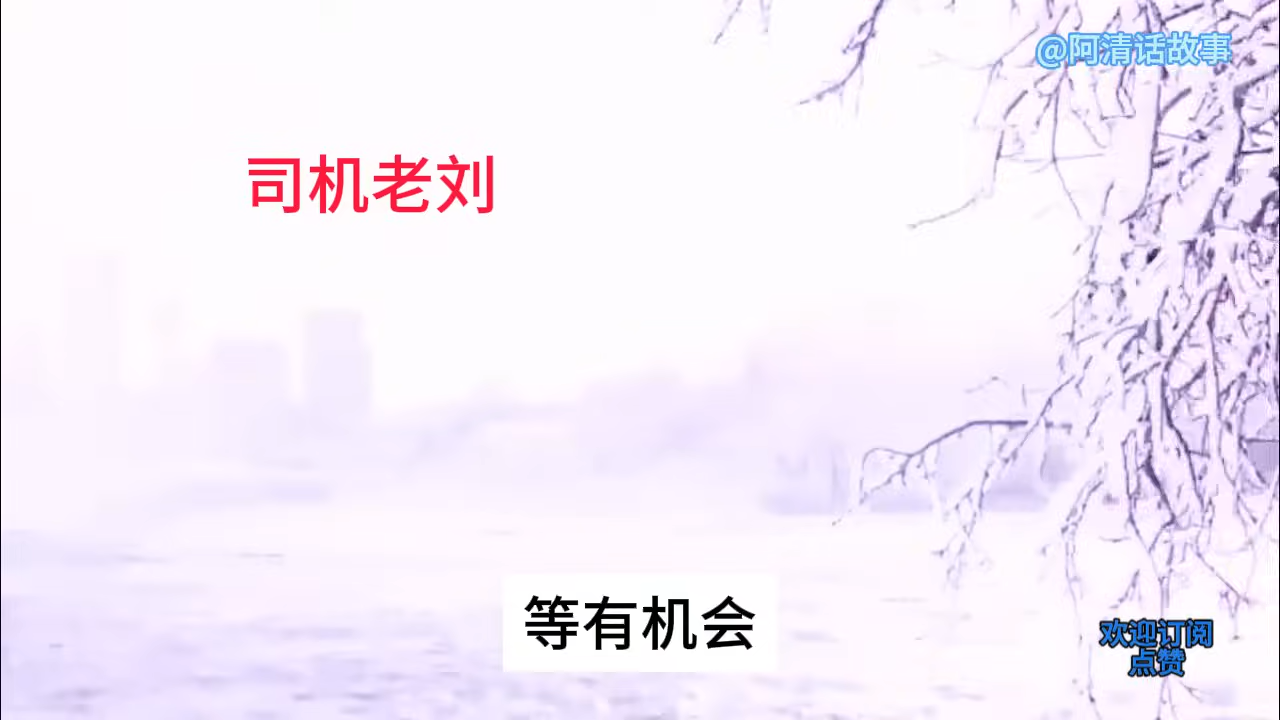 @阿清话故事
司机老刘
等有机会
欢迎订阅
点赞